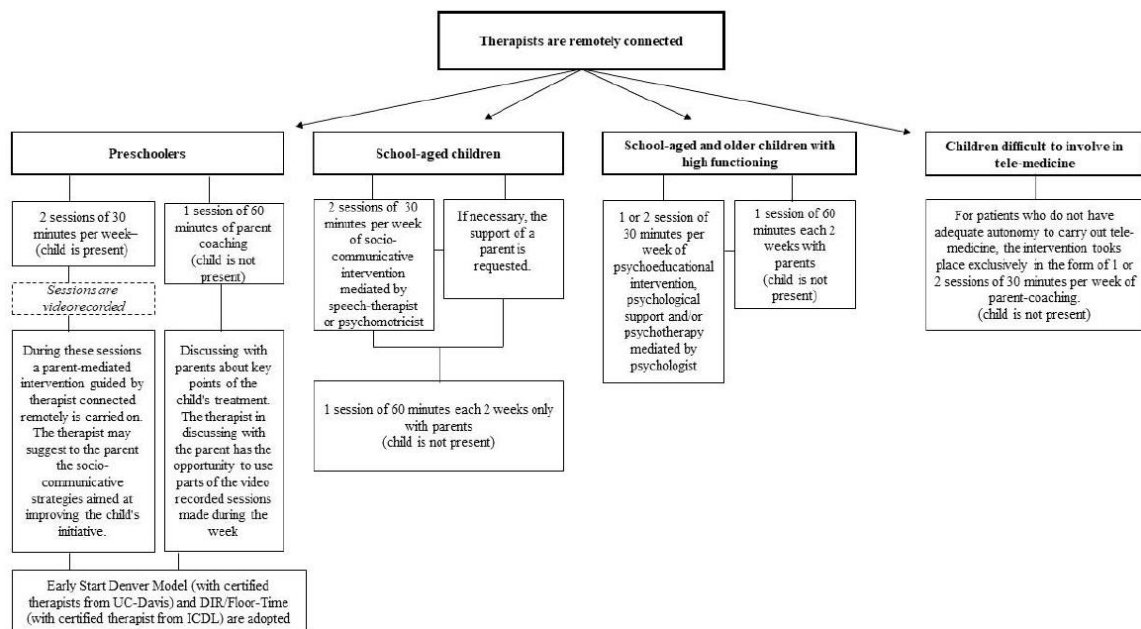 Therapists are remotely connected
Preschoolers
2 sessions of 30
minutes per week–
(child is present)
Sessions are
videorecorded
During these sessions
a parent-mediated
intervention guided by
therapist connected
remotely is carried on.
The therapist may
suggest to the parent
the socio-
communicative
strategies aimed at
improving the child's
initiative.
1 session of 60
minutes of parent
coaching
(child is not
present)
Discussing with
parents about key
points of the
child's treatment.
The therapist in
discussing with
the parent has the
opportunity to use
parts of the video
recorded sessions
made during the
week
Early Start Denver Model (with certified
therapists from UC-Davis) and DIR/Floor-Time
(with certified therapist from ICDL) are adopted
School-aged children
2 sessions of 30
minutes per week
of socio-
communicative
intervention
mediated by
speech-therapist
or psychomotricist
If necessary, the
support of a
parent is
requested.
1 session of 60 minutes each 2 weeks only
with parents
(child is not present)
School-aged and older children with
high functioning
1 or 2 session of
30 minutes per
week of
psychoeducational
intervention,
psychological
support and/or
psychotherapy
mediated by
psychologist
1 session of 60
minutes each 2
weeks with
parents
(child is not
present)
Children difficult to involve in
tele-medicine
For patients who do not have
adequate autonomy to carry out tele-
medicine, the intervention tooks
place exclusively in the form of 1 or
2 sessions of 30 minutes per week of
parent-coaching.
(child is not present)